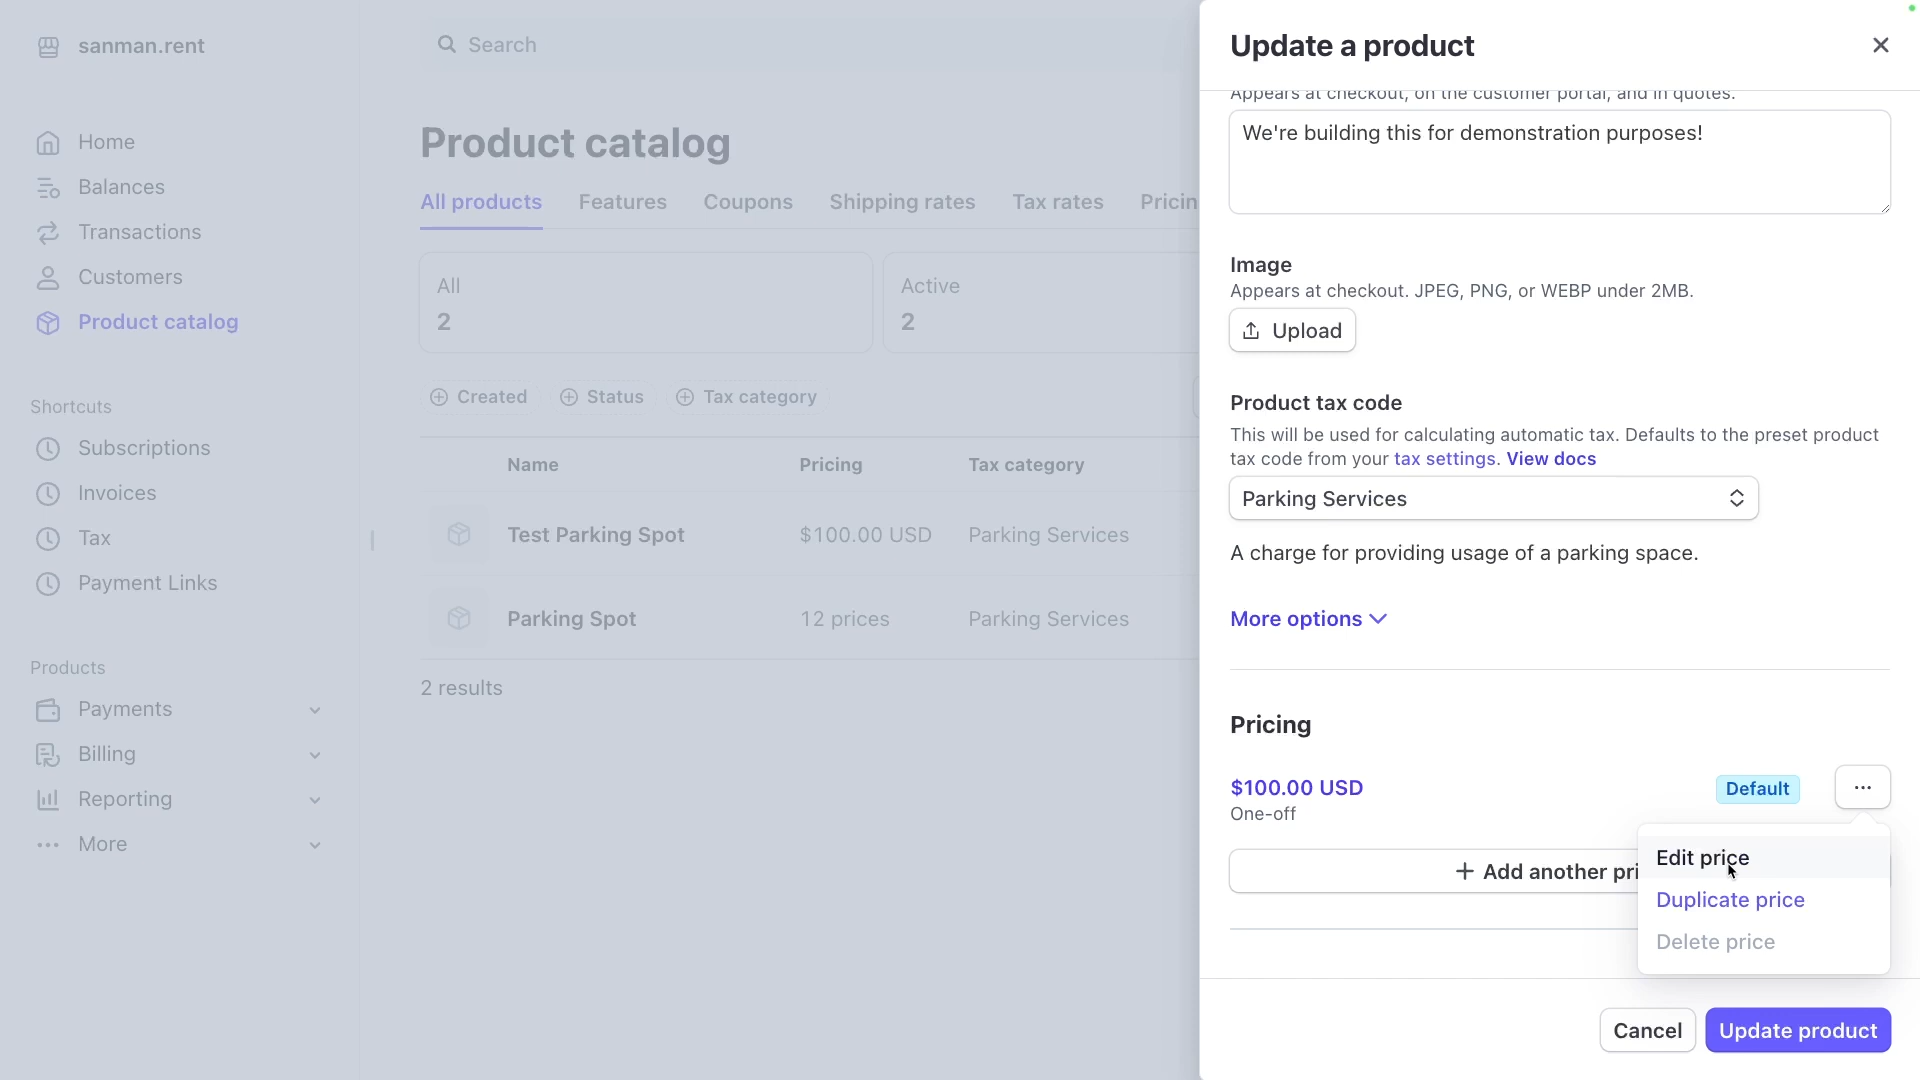 sanman.rent
Home
Balances
Transactions
Customers
Product catalog
Shortcuts
Subscriptions
Invoices
Tax
Payment Links
Products
Payments
Billing
Reporting
More
Search
Product catalog
All products Features Coupons Shipping rates Tax rates Pricin
All
2
Active
2
Created Status Tax category
Name Pricing Tax category
Test Parking Spot $100.00 USD Parking Services
Parking Spot 12 prices Parking Services
2 results
Update a product
Appears at checkout, on the customer portal, and in quotes.
We're building this for demonstration purposes!
Image
Appears at checkout. JPEG, PNG, or WEBP under 2MB.
Upload
Product tax code
This will be used for calculating automatic tax. Defaults to the preset product
tax code from your tax settings. View docs
Parking Services
A charge for providing usage of a parking space.
More options
Pricing
$100.00 USD Default
One-off
Add another pri
Edit price
Duplicate price
Delete price
Cancel Update product